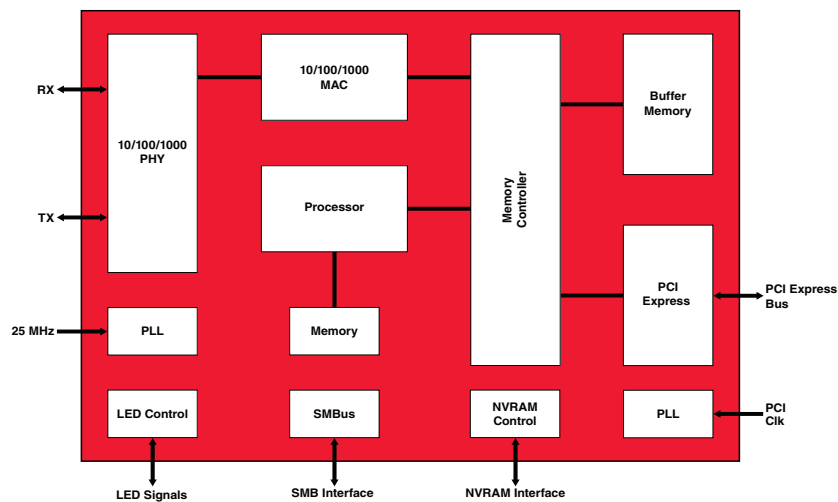 RX
10/100/1000
PHY
TX
10/100/1000
MAC
Processor
Memory
Memory
Controller
Buffer
Memory
PCI
Express
PCI Express
Bus
25 MHz
PLL
LED Control
SMBus
NVRAM
Control
PLL
PCI
Clk
LED Signals
SMB Interface
NVRAM Interface